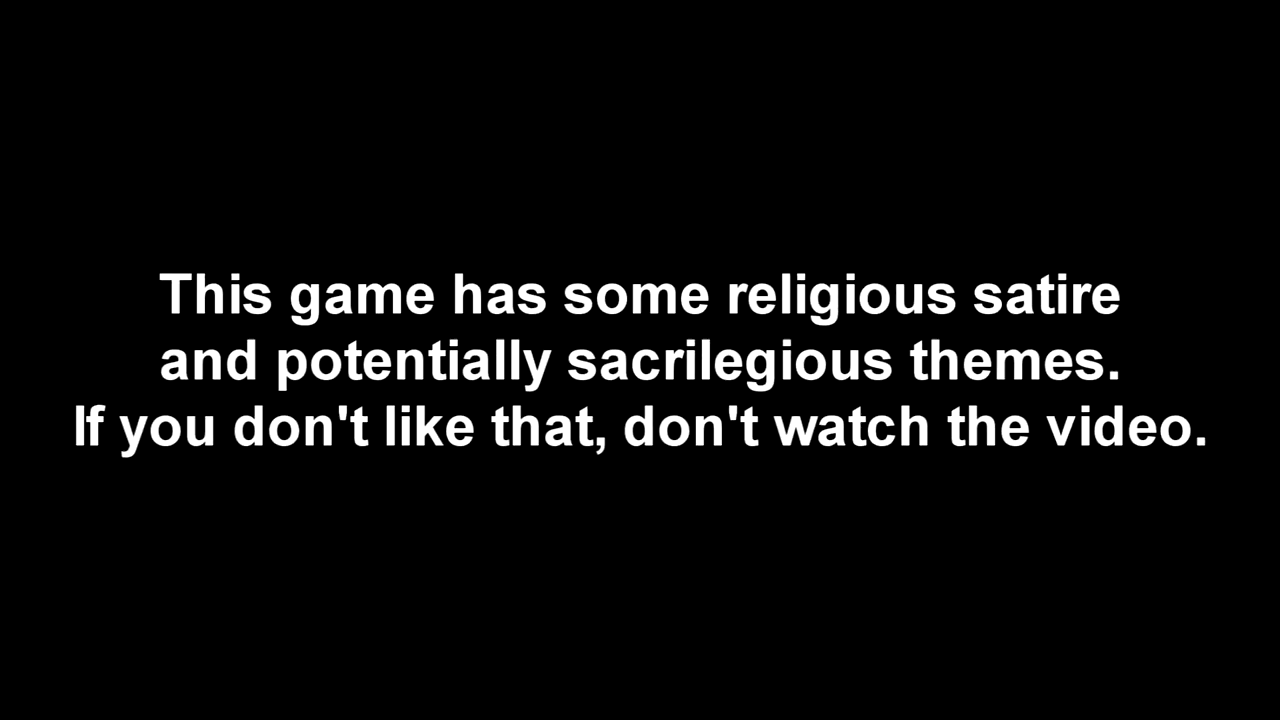 This game has some religious satire
and potentially sacrilegious themes.
If you don't like that, don't watch the video.